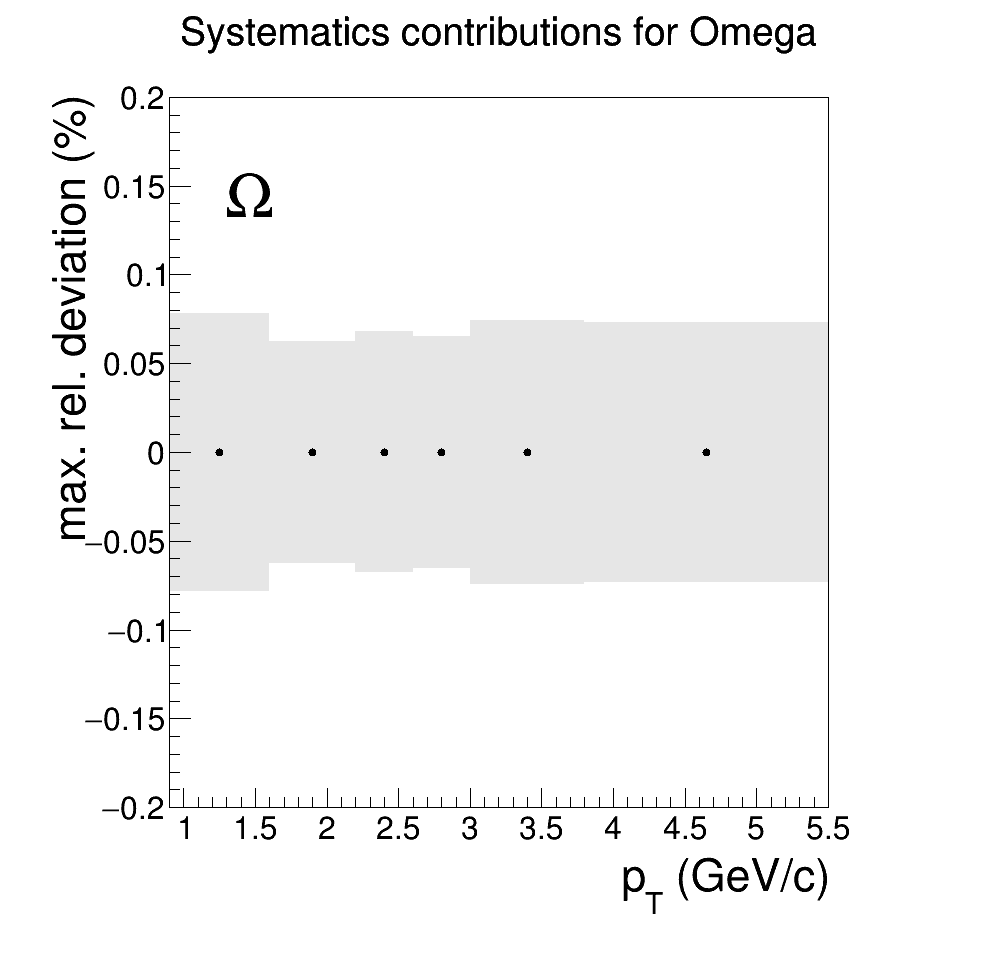 Systematics contributions for Omega
max. rel. deviation (%)
0.2
0.15
0.1
0.05
0
−0.05
−0.1
−0.15
−0.2
Ω
1 1.5 2 2.5 3 3.5 4 4.5 5 5.5
p_T (GeV/c)